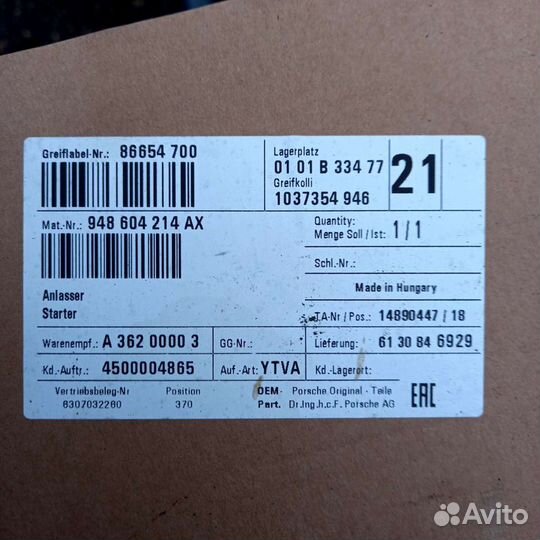 Greiflabel-Nr.: 86654 700
Lagerplatz
01 01 B 334 77
Greifkolli
1037354 946
21
Mat.-Nr.: 948 604 214 AX
Quantity:
Menge Soll / Ist: 1/1
Schl.-Nr.:
Anlasser
Starter
Made in Hungary
TA-Nr / Pos.: 14890447 / 18
Warenempf.: A 362 0000 3
GG-Nr.:
Lieferung: 61 30 84 6929
Kd.-Auftr.: 4500004865
Auf.-Art: YTVA
Kd.-Lagerort:
Vertriebsbeleg-Nr Position
6307032260 370
OEM- Porsche Original - Teile
Part. Dr.Ing.h.c.F. Porsche AG
EAC
Avito